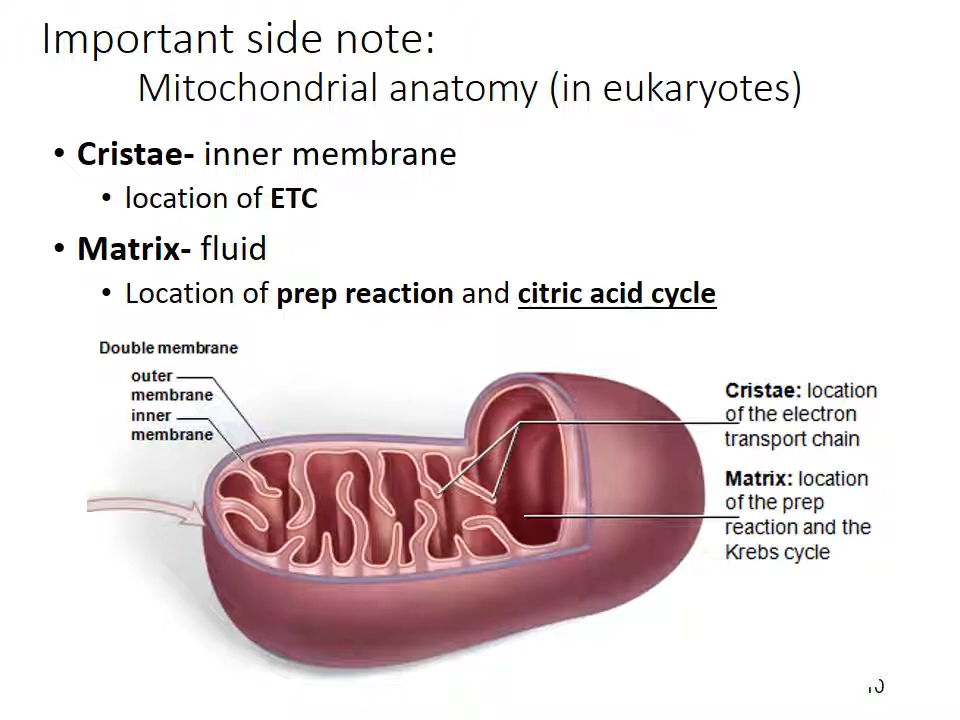 Important side note:
Mitochondrial anatomy (in eukaryotes)
• Cristae- inner membrane
• location of ETC
• Matrix- fluid
• Location of prep reaction and citric acid cycle
Double membrane
outer
membrane
inner
membrane
Cristae: location
of the electron
transport chain
Matrix: location
of the prep
reaction and the
Krebs cycle
10